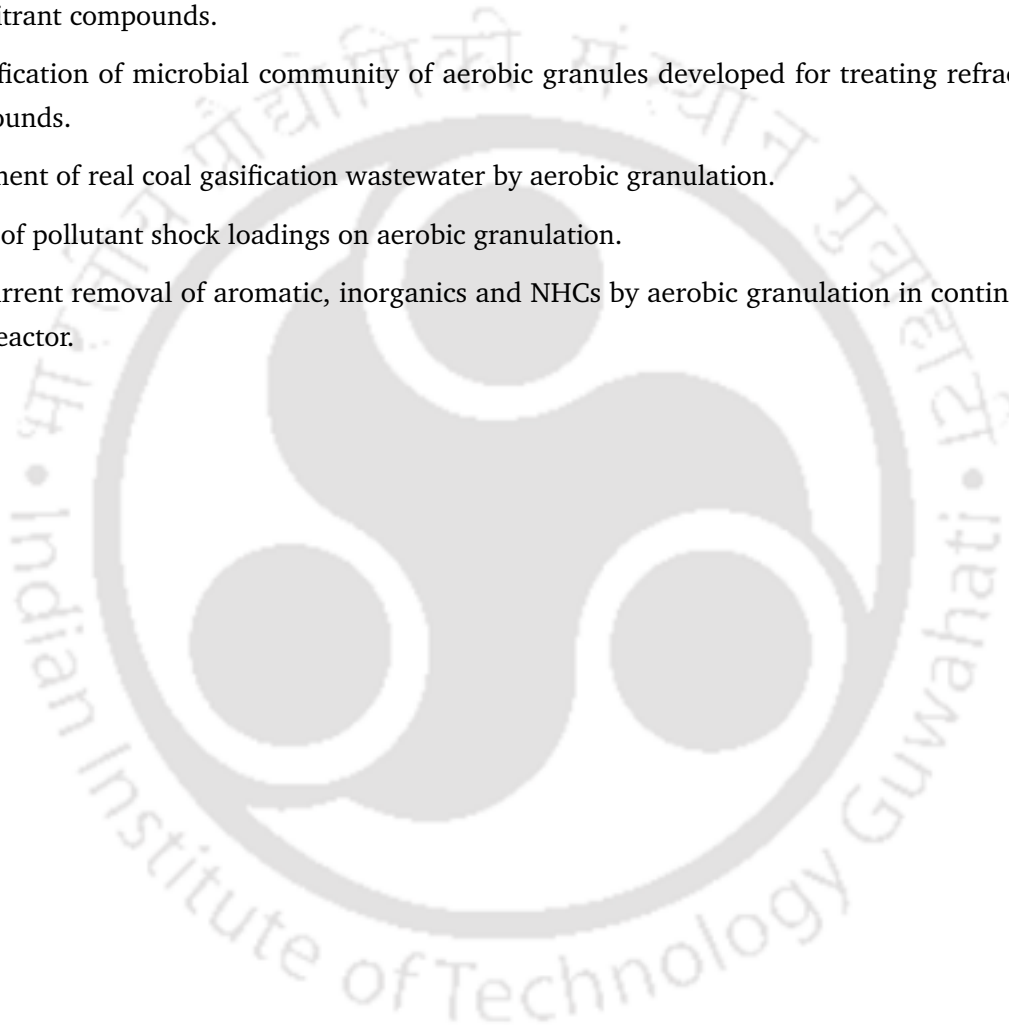 itrant compounds.
fication of microbial community of aerobic granules developed for treating refrac
ounds.
nent of real coal gasification wastewater by aerobic granulation.
of pollutant shock loadings on aerobic granulation.
urrent removal of aromatic, inorganics and NHCs by aerobic granulation in contin
eactor.
Indian Institute of Technology Guwahati